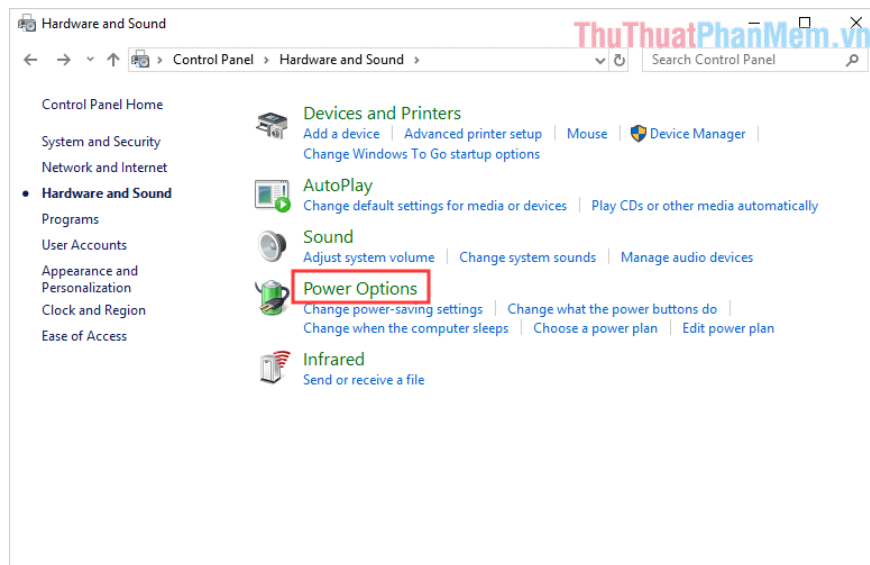 Hardware and Sound
ThuThuatPhanMem.vn
Control Panel > Hardware and Sound >
Search Control Panel
Control Panel Home
System and Security
Network and Internet
Hardware and Sound
Programs
User Accounts
Appearance and
Personalization
Clock and Region
Ease of Access
Devices and Printers
Add a device | Advanced printer setup | Mouse | Device Manager |
Change Windows To Go startup options
AutoPlay
Change default settings for media or devices | Play CDs or other media automatically
Sound
Adjust system volume | Change system sounds | Manage audio devices
Power Options
Change power-saving settings | Change what the power buttons do |
Change when the computer sleeps | Choose a power plan | Edit power plan
Infrared
Send or receive a file